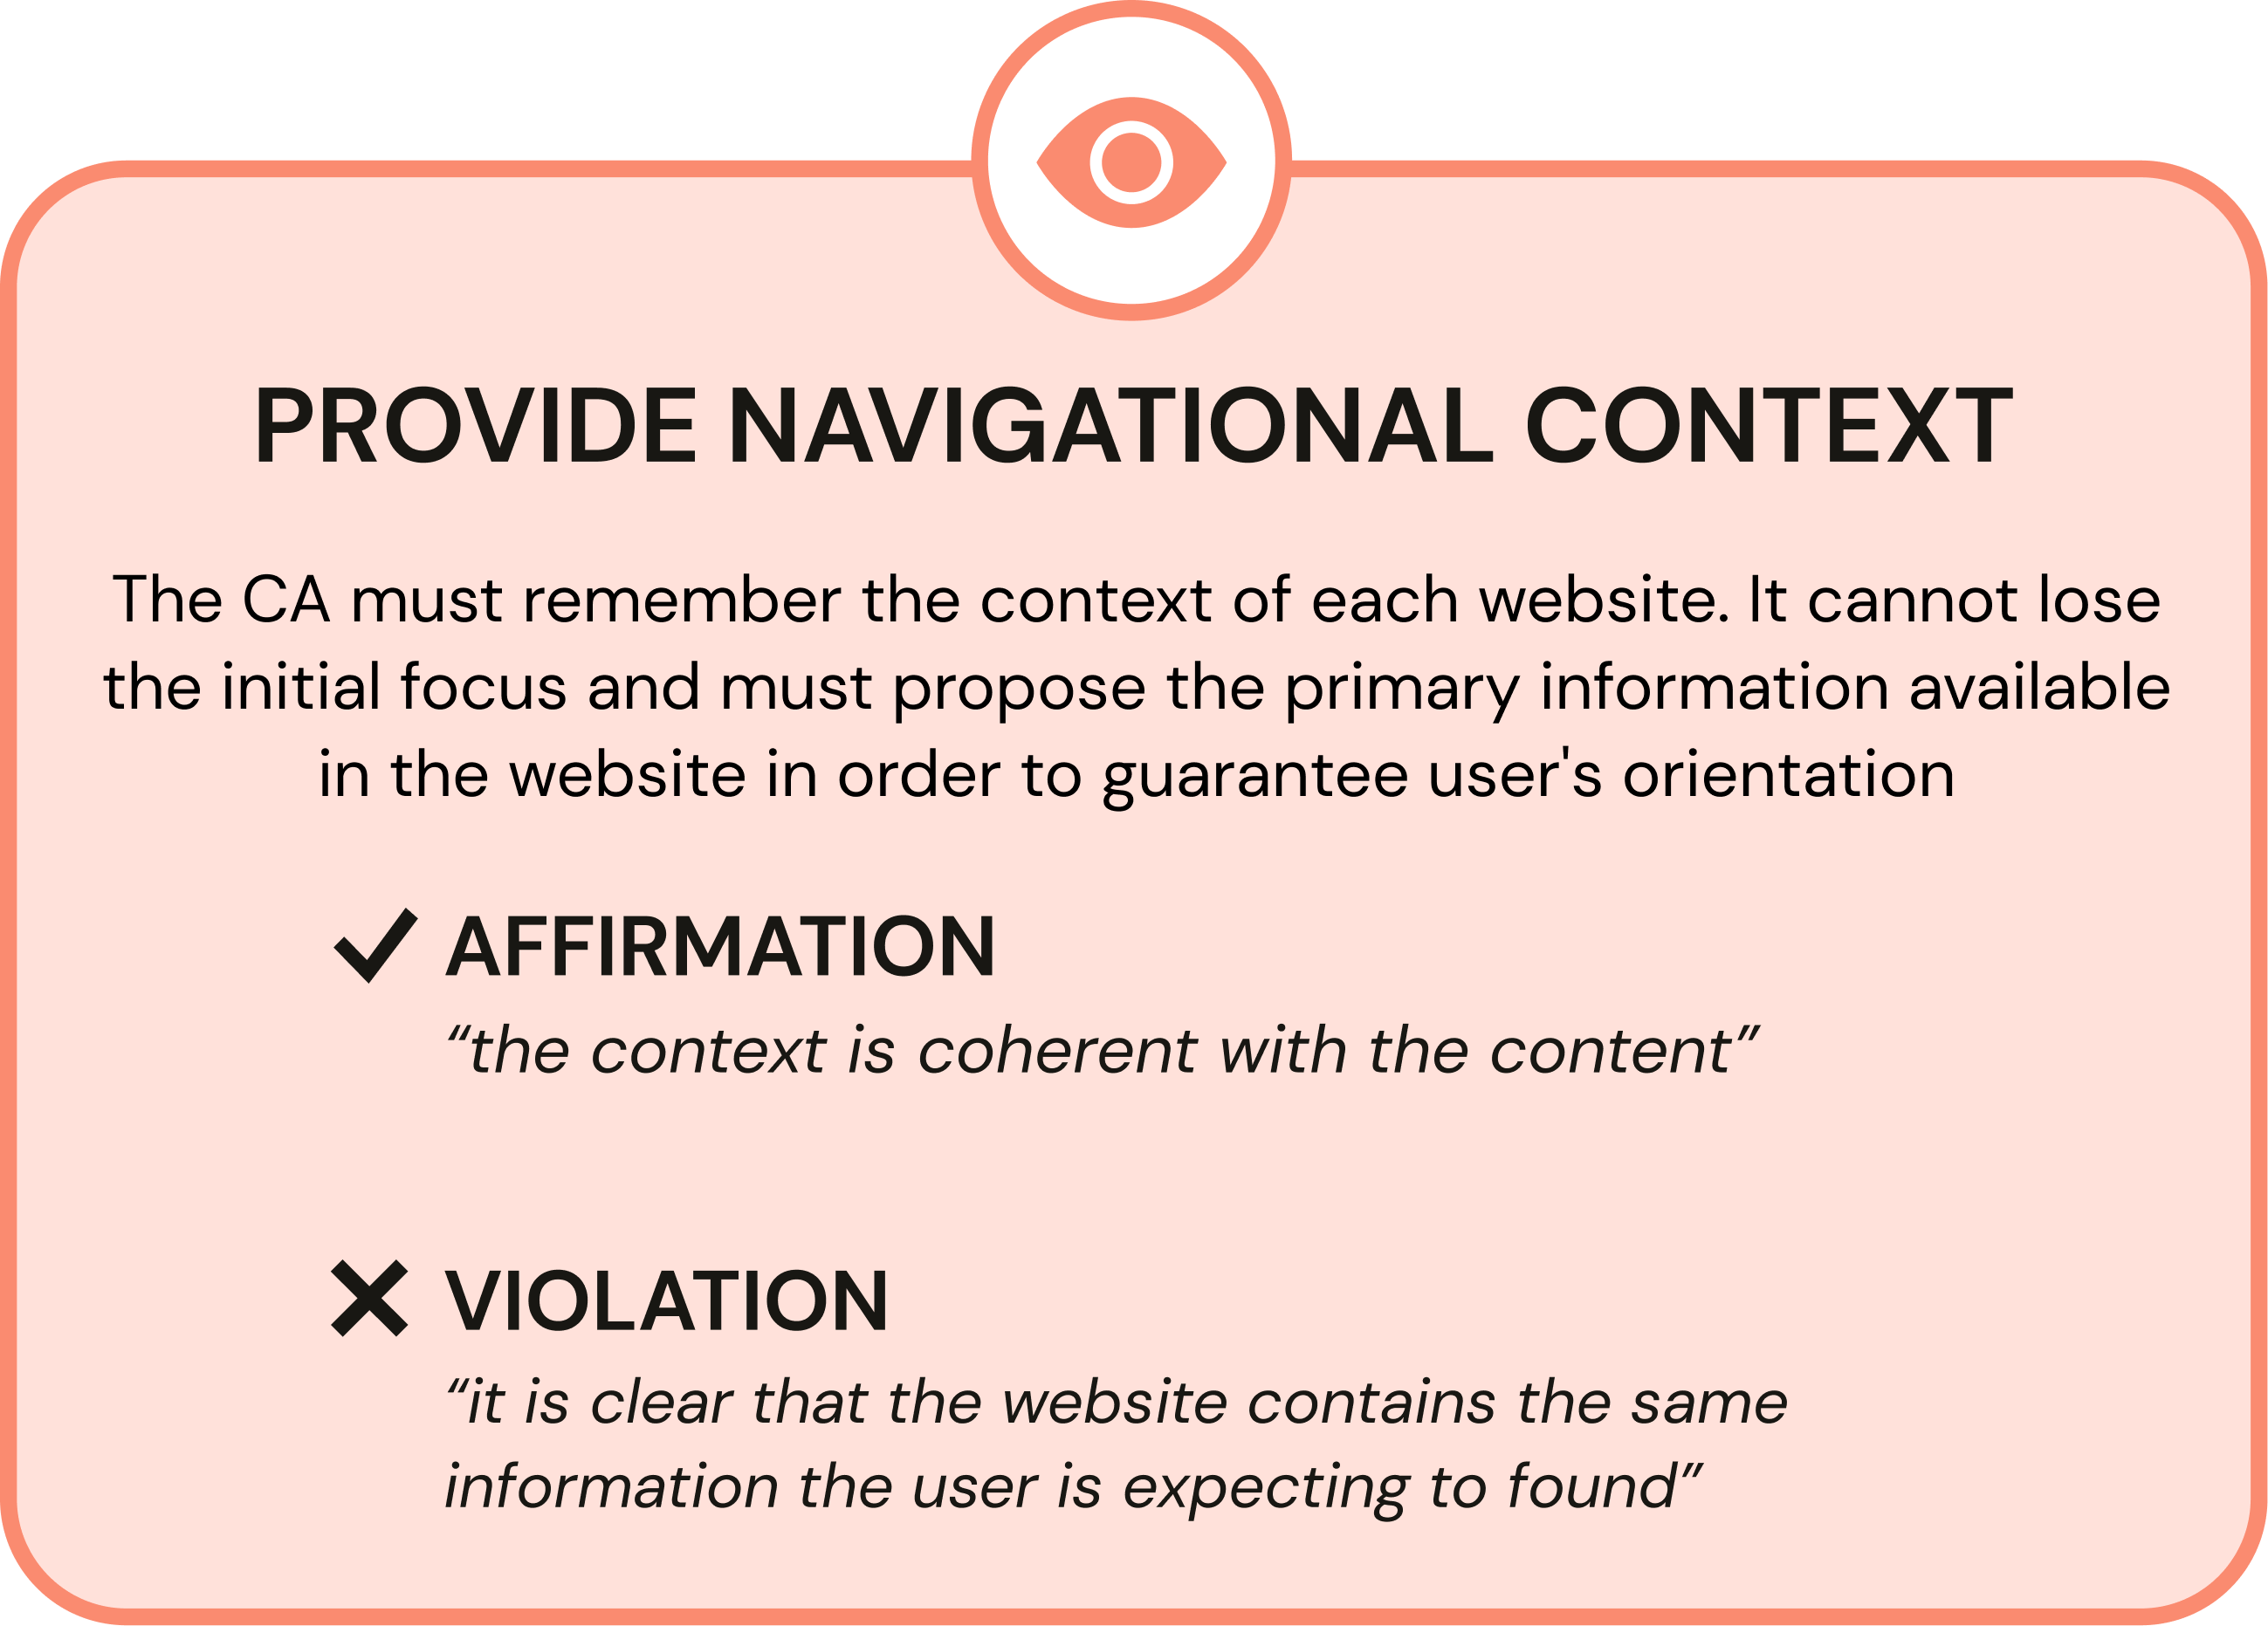 PROVIDE NAVIGATIONAL CONTEXT
The CA must remember the context of each website. It cannot lose
the initial focus and must propose the primary information available
in the website in order to guarantee user's orientation
AFFIRMATION
“the context is coherent with the content”
VIOLATION
“it is clear that the website contains the same
information the user is expecting to found”